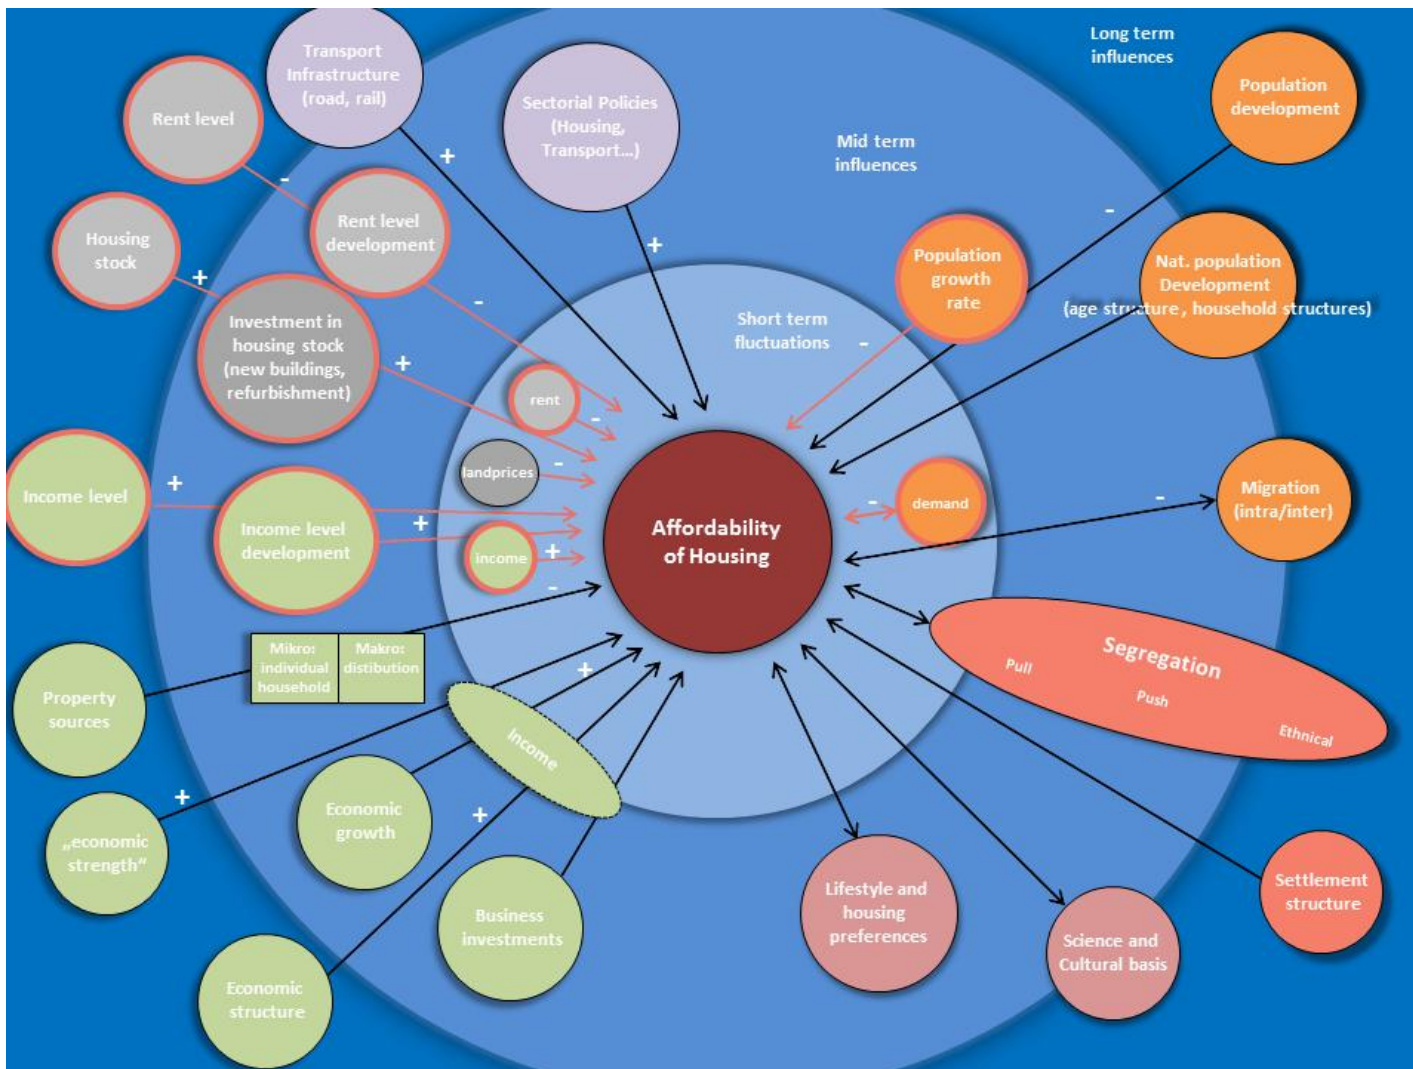 Transport
Infrastructure
(road, rail)
Sectorial Policies
(Housing,
Transport...)
Long term
influences
Mid term
influences
Short term
fluctuations
Population
development
Nat. population
Development
(age structure , household structures)
Population
growth
rate
Rent level
Rent level
development
Housing
stock
Investment in
housing stock
(new buildings,
refurbishment)
rent
landprices
income
demand
Affordability
of Housing
Income level
Income level
development
Migration
(intra/inter)
Segregation
Pull
Push
Ethnical
Mikro:
individual
household
Makro:
distibution
Property
sources
Income
„economic
strength“
Economic
growth
Business
investments
Economic
structure
Lifestyle and
housing
preferences
Science and
Cultural basis
Settlement
structure
+
-
+
+
-
+
-
-
-
-
+
+
+
-
-
-
-
+
+
+